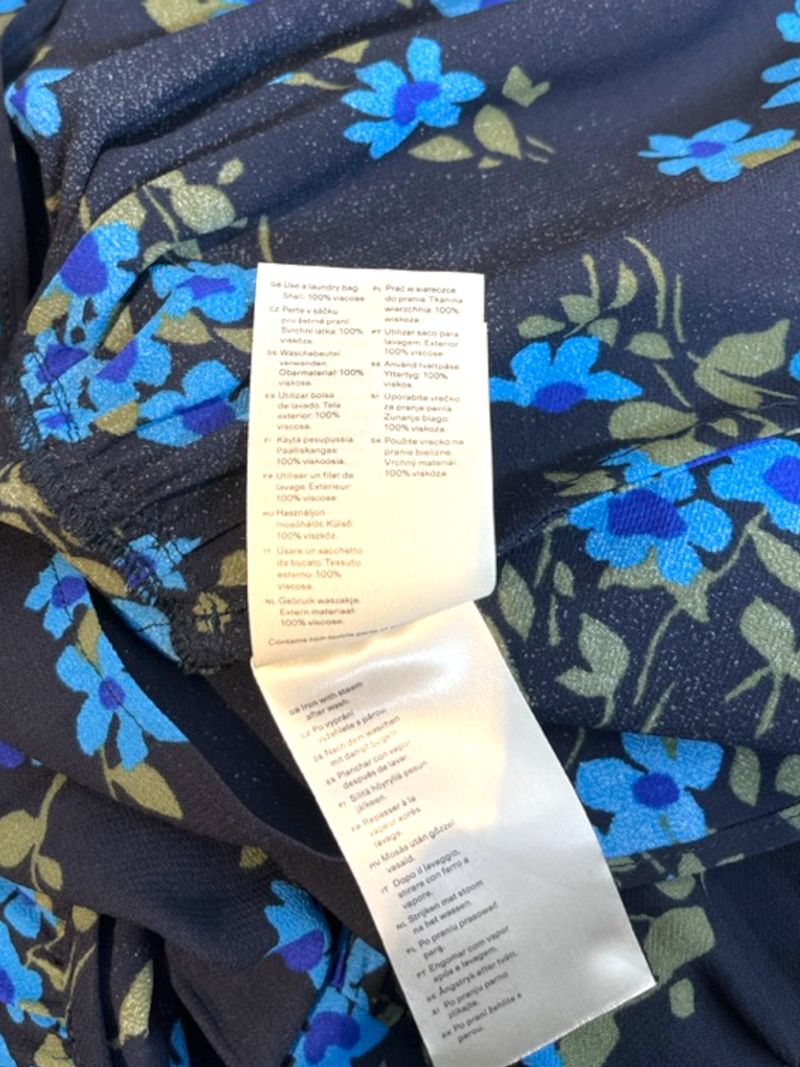 GB Use a laundry bag.
Shell: 100% viscose.
CZ Perte v sáčku
pro šetrné praní.
Svrchní látka: 100%
viskóza.
DE Wäschebeutel
verwenden.
Obermaterial: 100%
viskose.
ES Utilizar bolsa
de lavado. Tela
exterior: 100%
viscosa.
FI Käytä pesupussia.
Päälliskangas:
100% viskoosia.
FR Utiliser un filet de
lavage. Extérieur:
100% viscose.
HU Használjon
mosóhálót. Külső:
100% viszkóz.
IT Usare un sacchetto
da bucato. Tessuto
esterno: 100%
viscosa.
NL Gebruik waszakje.
Extern materiaal:
100% viscose.
PL Prać w siateczce
do prania. Tkanina
wierzchnia: 100%
wiskoza.
PT Utilizar saco para
lavagem. Exterior
100% viscose
SE Använd tvättpåse
Yttertyg: 100%
viskos
SI Uporabite vrečko
za pranje perila.
Zunanje blago:
100% viskoza.
SK Použite vrecko na
pranie bielizne.
Vrchný materiál:
100% viskóza
Contains non-textile parts of
GB Iron with steam
after wash.
CZ Po vyprání
vyžehlete s párou.
DE Nach dem waschen
mit dampf bügeln.
ES Planchar con vapor
después de lavar.
FI Silitä höyryllä pesun
jälkeen.
FR Repasser à la
vapeur après
lavage.
HU Mosás után gőzzel
vasald.
IT Dopo il lavaggio,
stirare con ferro a
vapore.
NL Strijken met stoom
na het wassen.
PL Po praniu prasować
parą.
PT Engomar com vapor
após a lavagem.
SE Ångstryk efter tvätt.
SI Po pranju parno
zlikajte.
SK Po praní žehlite s
parou.